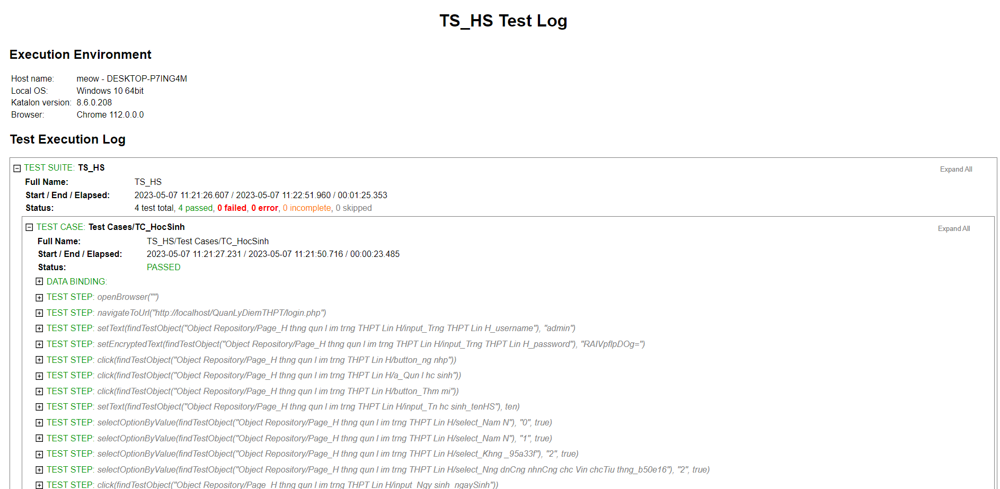 TS_HS Test Log
Execution Environment
Host name: meow - DESKTOP-P7ING4M
Local OS: Windows 10 64bit
Katalon version: 8.6.0.208
Browser: Chrome 112.0.0.0
Test Execution Log
TEST SUITE: TS_HS Expand All
Full Name: TS_HS
Start / End / Elapsed: 2023-05-07 11:21:26.607 / 2023-05-07 11:22:51.960 / 00:01:25.353
Status: 4 test total, 4 passed, 0 failed, 0 error, 0 incomplete, 0 skipped
TEST CASE: Test Cases/TC_HocSinh Expand All
Full Name: TS_HS/Test Cases/TC_HocSinh
Start / End / Elapsed: 2023-05-07 11:21:27.231 / 2023-05-07 11:21:50.716 / 00:00:23.485
Status: PASSED
DATA BINDING:
TEST STEP: openBrowser("")
TEST STEP: navigateToUrl("http://localhost/QuanLyDiemTHPT/login.php")
TEST STEP: setText(findTestObject("Object Repository/Page_H thng qun l im trng THPT Lin H/input_Trng THPT Lin H_username"), "admin")
TEST STEP: setEncryptedText(findTestObject("Object Repository/Page_H thng qun l im trng THPT Lin H/input_Trng THPT Lin H_password"), "RAIVpflpDOg=")
TEST STEP: click(findTestObject("Object Repository/Page_H thng qun l im trng THPT Lin H/button_ng nhp"))
TEST STEP: click(findTestObject("Object Repository/Page_H thng qun l im trng THPT Lin H/a_Qun l hc sinh"))
TEST STEP: click(findTestObject("Object Repository/Page_H thng qun l im trng THPT Lin H/button_Thm mi"))
TEST STEP: setText(findTestObject("Object Repository/Page_H thng qun l im trng THPT Lin H/input_Tn hc sinh_tenHS"), ten)
TEST STEP: selectOptionByValue(findTestObject("Object Repository/Page_H thng qun l im trng THPT Lin H/select_Nam N"), "0", true)
TEST STEP: selectOptionByValue(findTestObject("Object Repository/Page_H thng qun l im trng THPT Lin H/select_Nam N"), "1", true)
TEST STEP: selectOptionByValue(findTestObject("Object Repository/Page_H thng qun l im trng THPT Lin H/select_Khng _95a33f"), "2", true)
TEST STEP: selectOptionByValue(findTestObject("Object Repository/Page_H thng qun l im trng THPT Lin H/select_Nng dnCng nhnCng chc Vin chcTiu thng_b50e16"), "2", true)
TEST STEP: click(findTestObject("Object Repository/Page_H thng qun l im trng THPT Lin H/input_Ngy sinh_ngaySinh"))